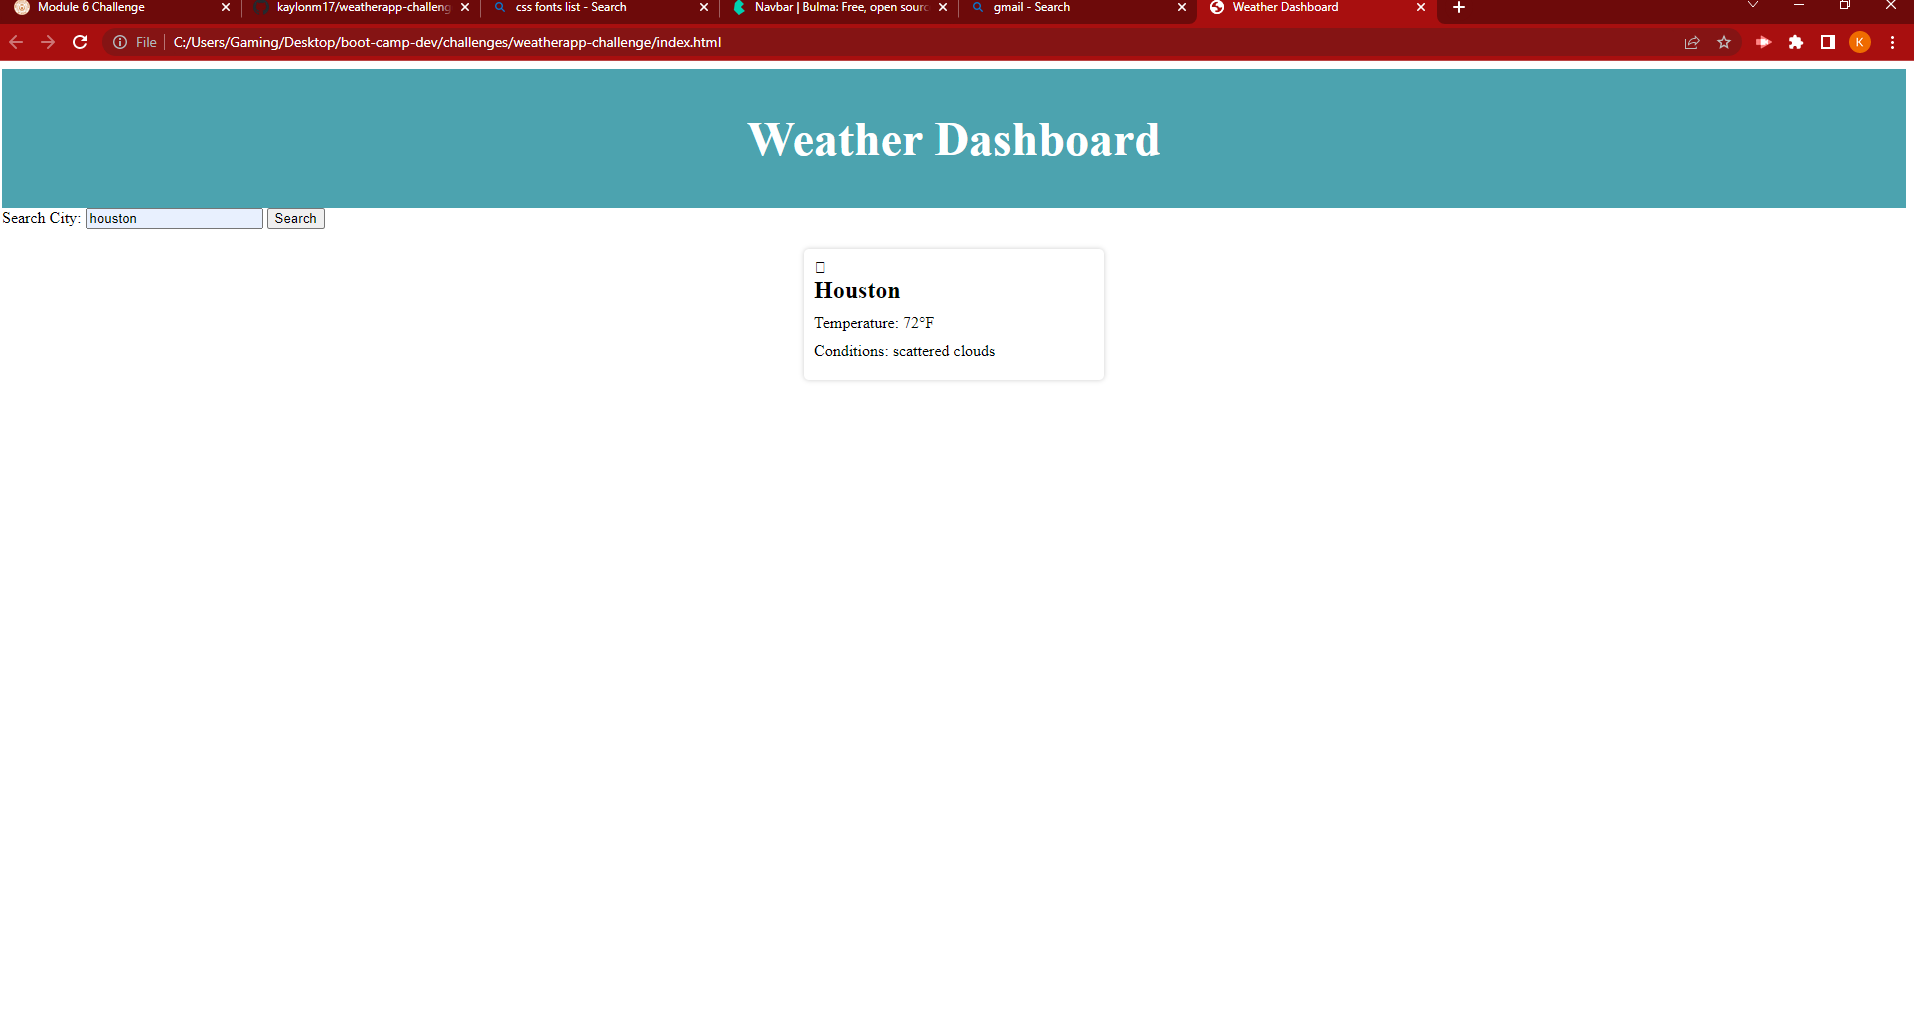 Module 6 Challenge
kaylonm17/weatherapp-challeng
css fonts list - Search
Navbar | Bulma: Free, open sourc
gmail - Search
Weather Dashboard
File
C:/Users/Gaming/Desktop/boot-camp-dev/challenges/weatherapp-challenge/index.html
K
Weather Dashboard
Search City: houston Search
Houston
Temperature: 72°F
Conditions: scattered clouds